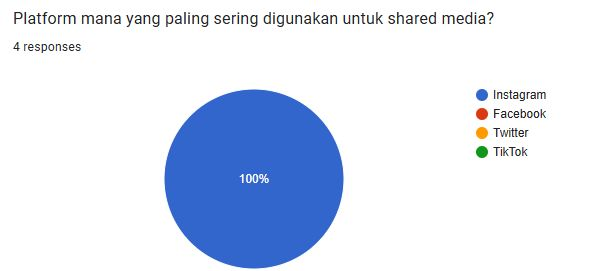 Platform mana yang paling sering digunakan untuk shared media?
4 responses
100%
Instagram
Facebook
Twitter
TikTok